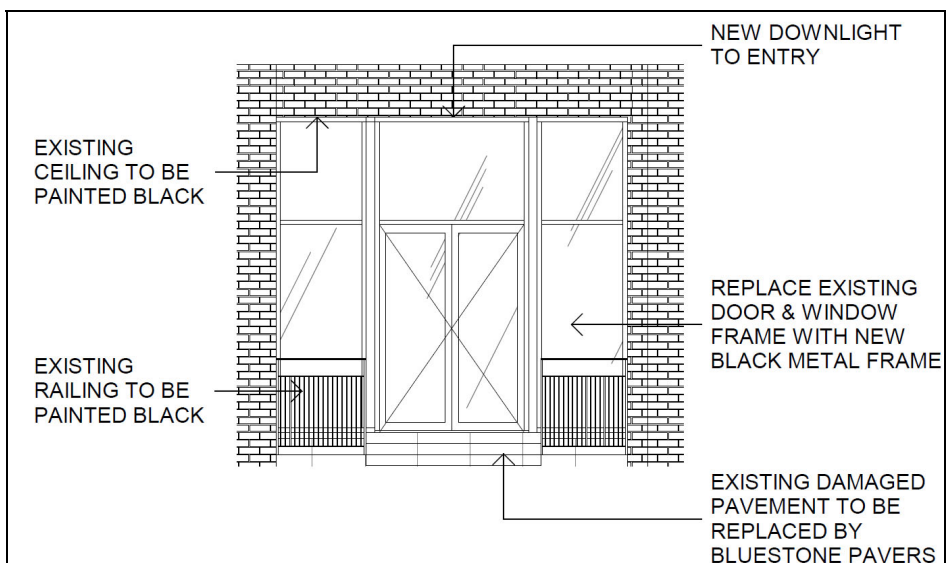 NEW DOWNLIGHT
TO ENTRY
EXISTING
CEILING TO BE
PAINTED BLACK
REPLACE EXISTING
DOOR & WINDOW
FRAME WITH NEW
BLACK METAL FRAME
EXISTING
RAILING TO BE
PAINTED BLACK
EXISTING DAMAGED
PAVEMENT TO BE
REPLACED BY
BLUESTONE PAVERS